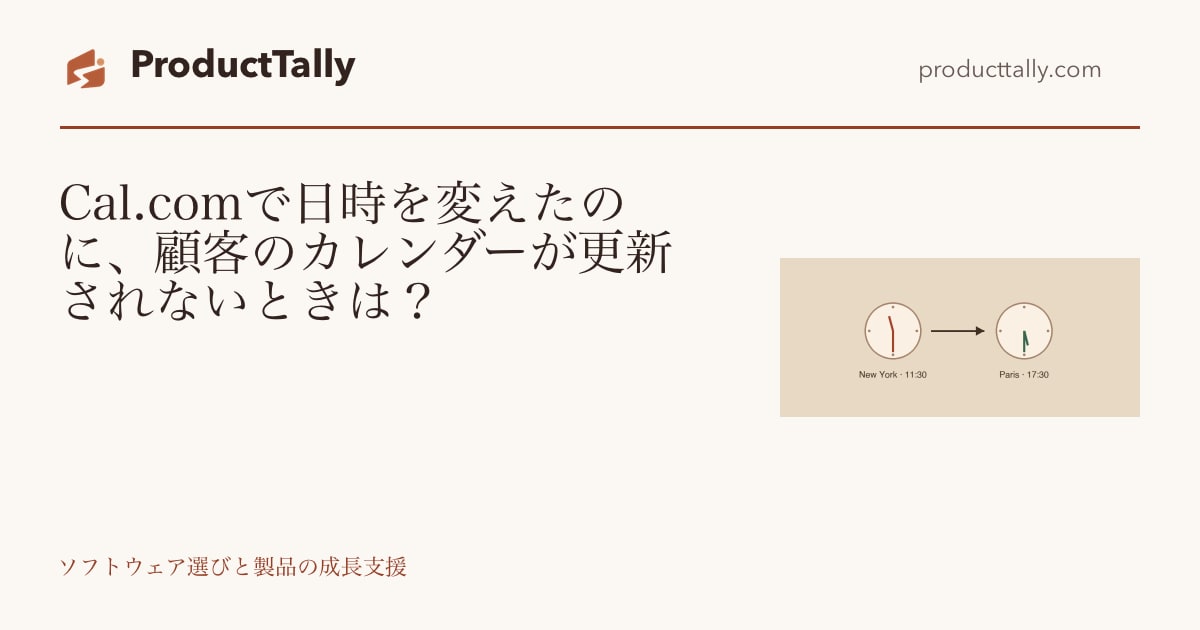 ProductTally
producttally.com
Cal.comで日時を変えたの
に、顧客のカレンダーが更新
されないときは？
New York · 11:30
Paris · 17:30
ソフトウェア選びと製品の成長支援